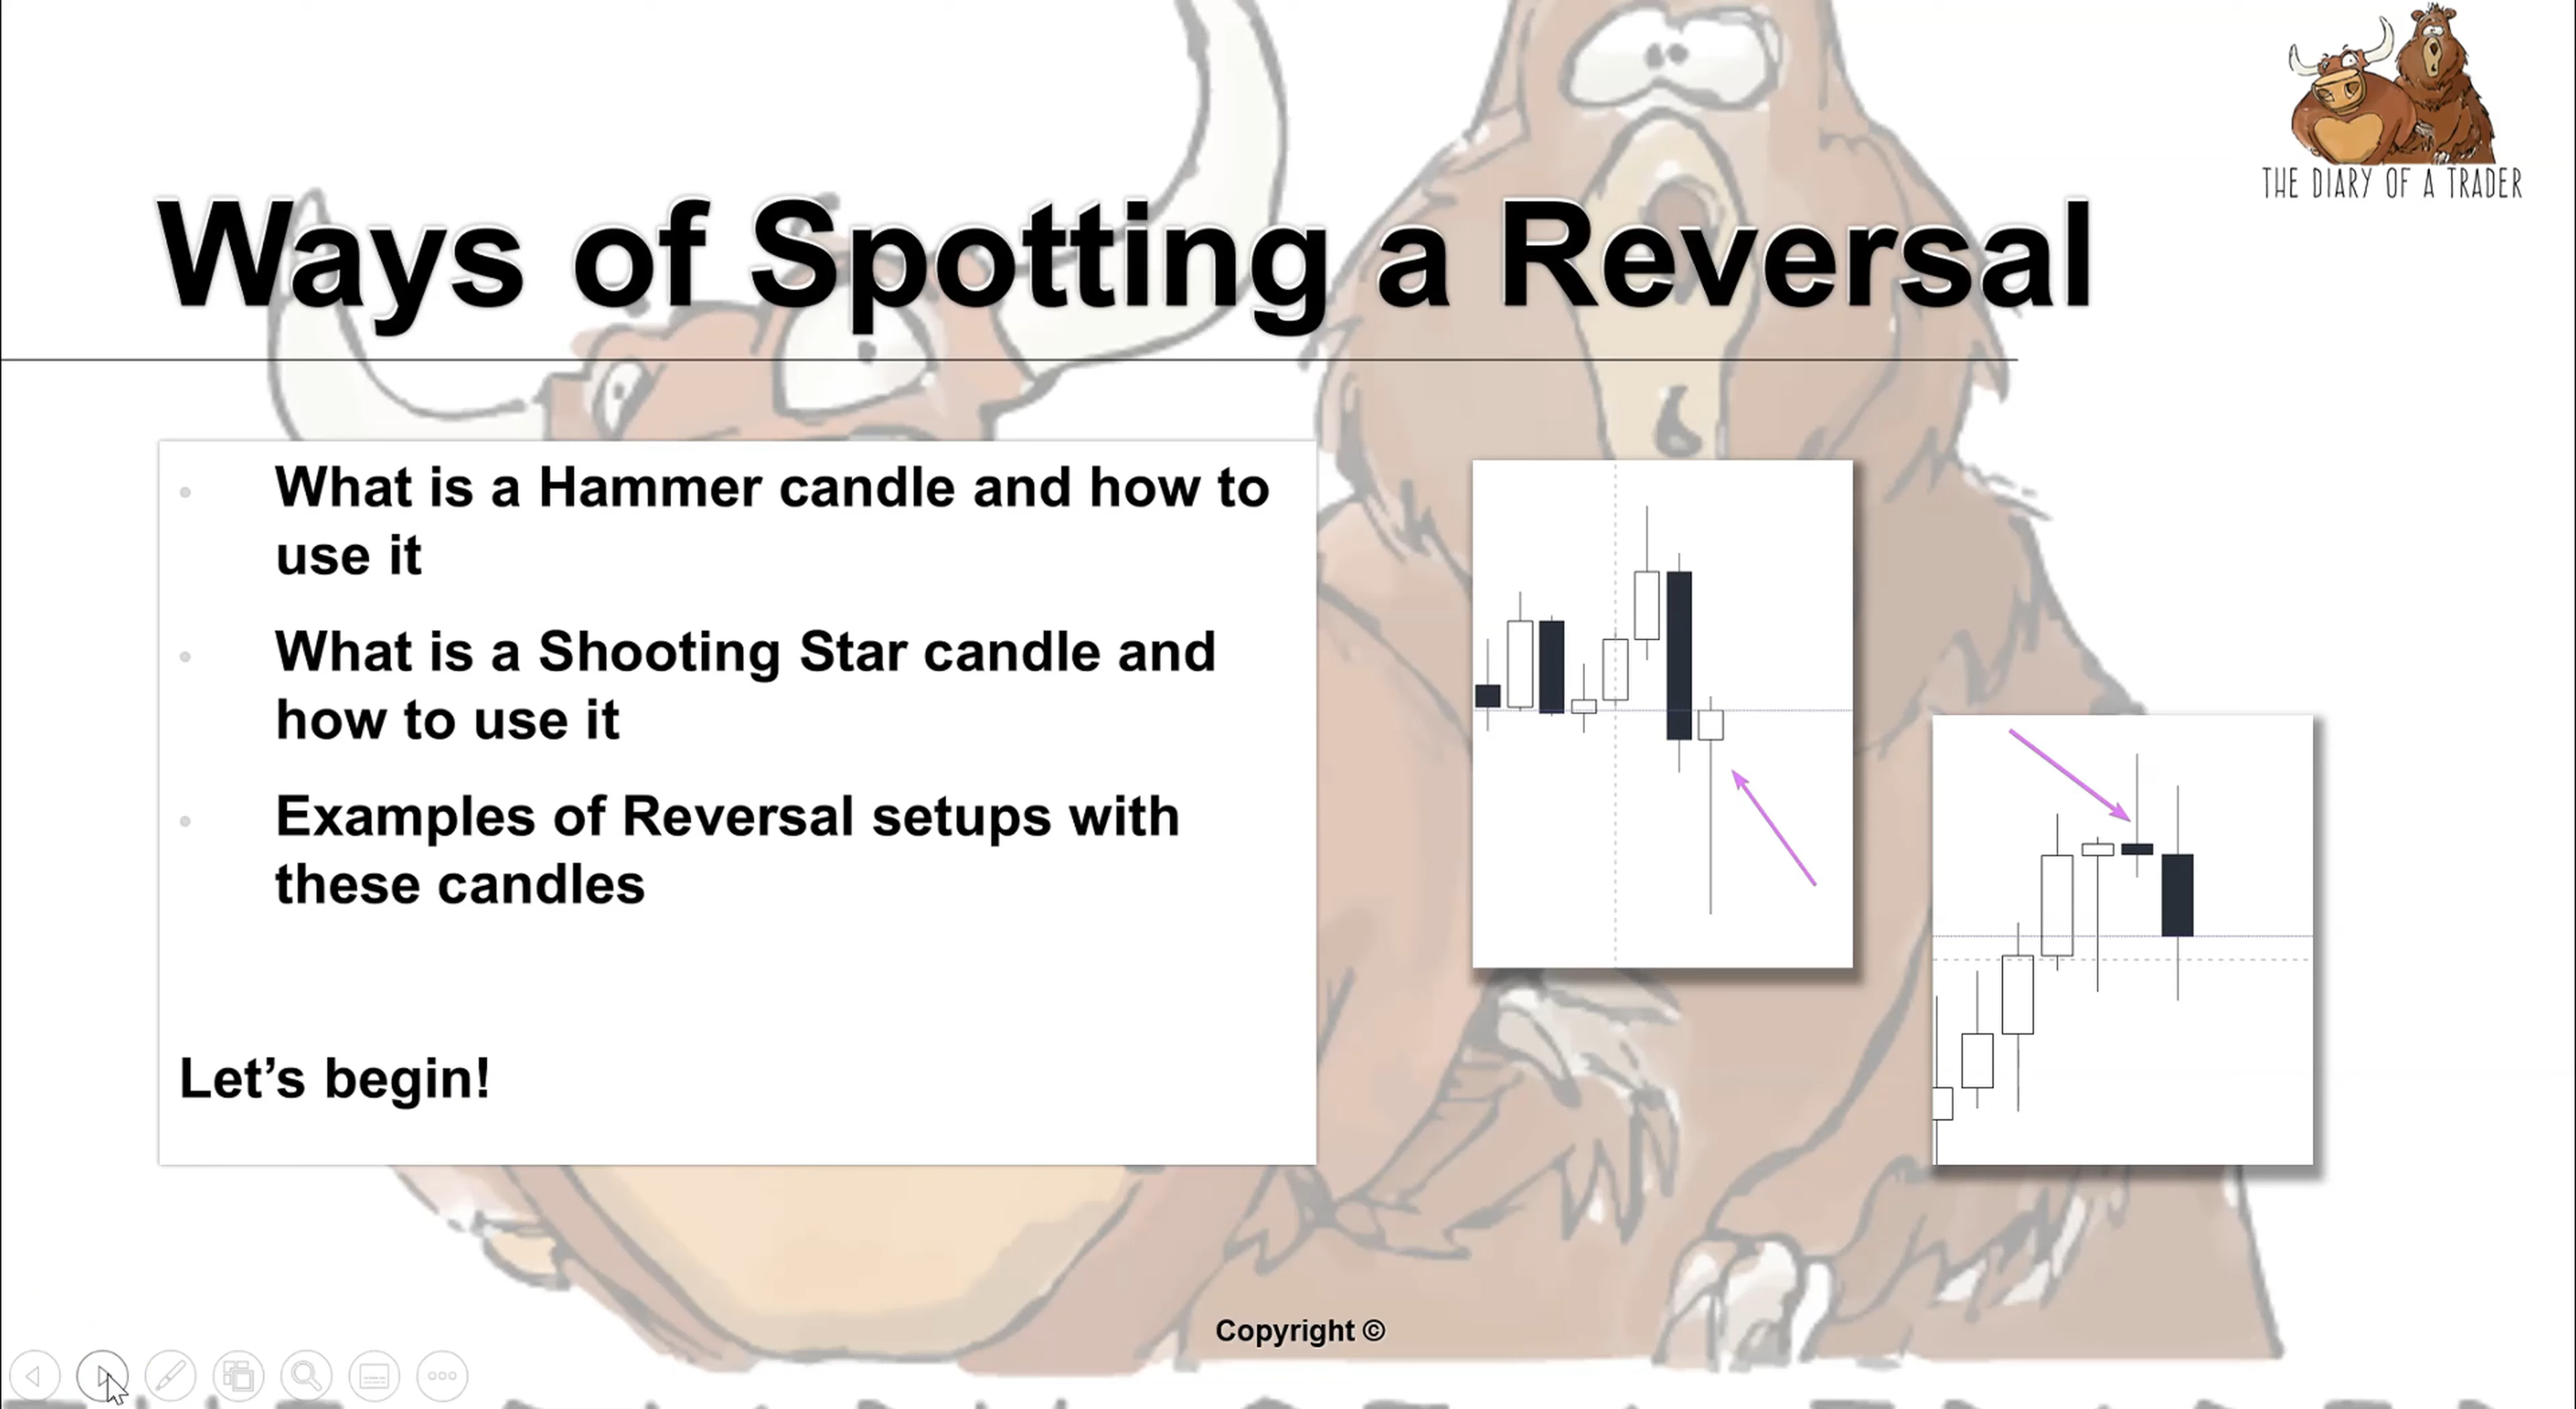 THE DIARY OF A TRADER
Ways of Spotting a Reversal
What is a Hammer candle and how to
use it
What is a Shooting Star candle and
how to use it
Examples of Reversal setups with
these candles
Let’s begin!
Copyright ©